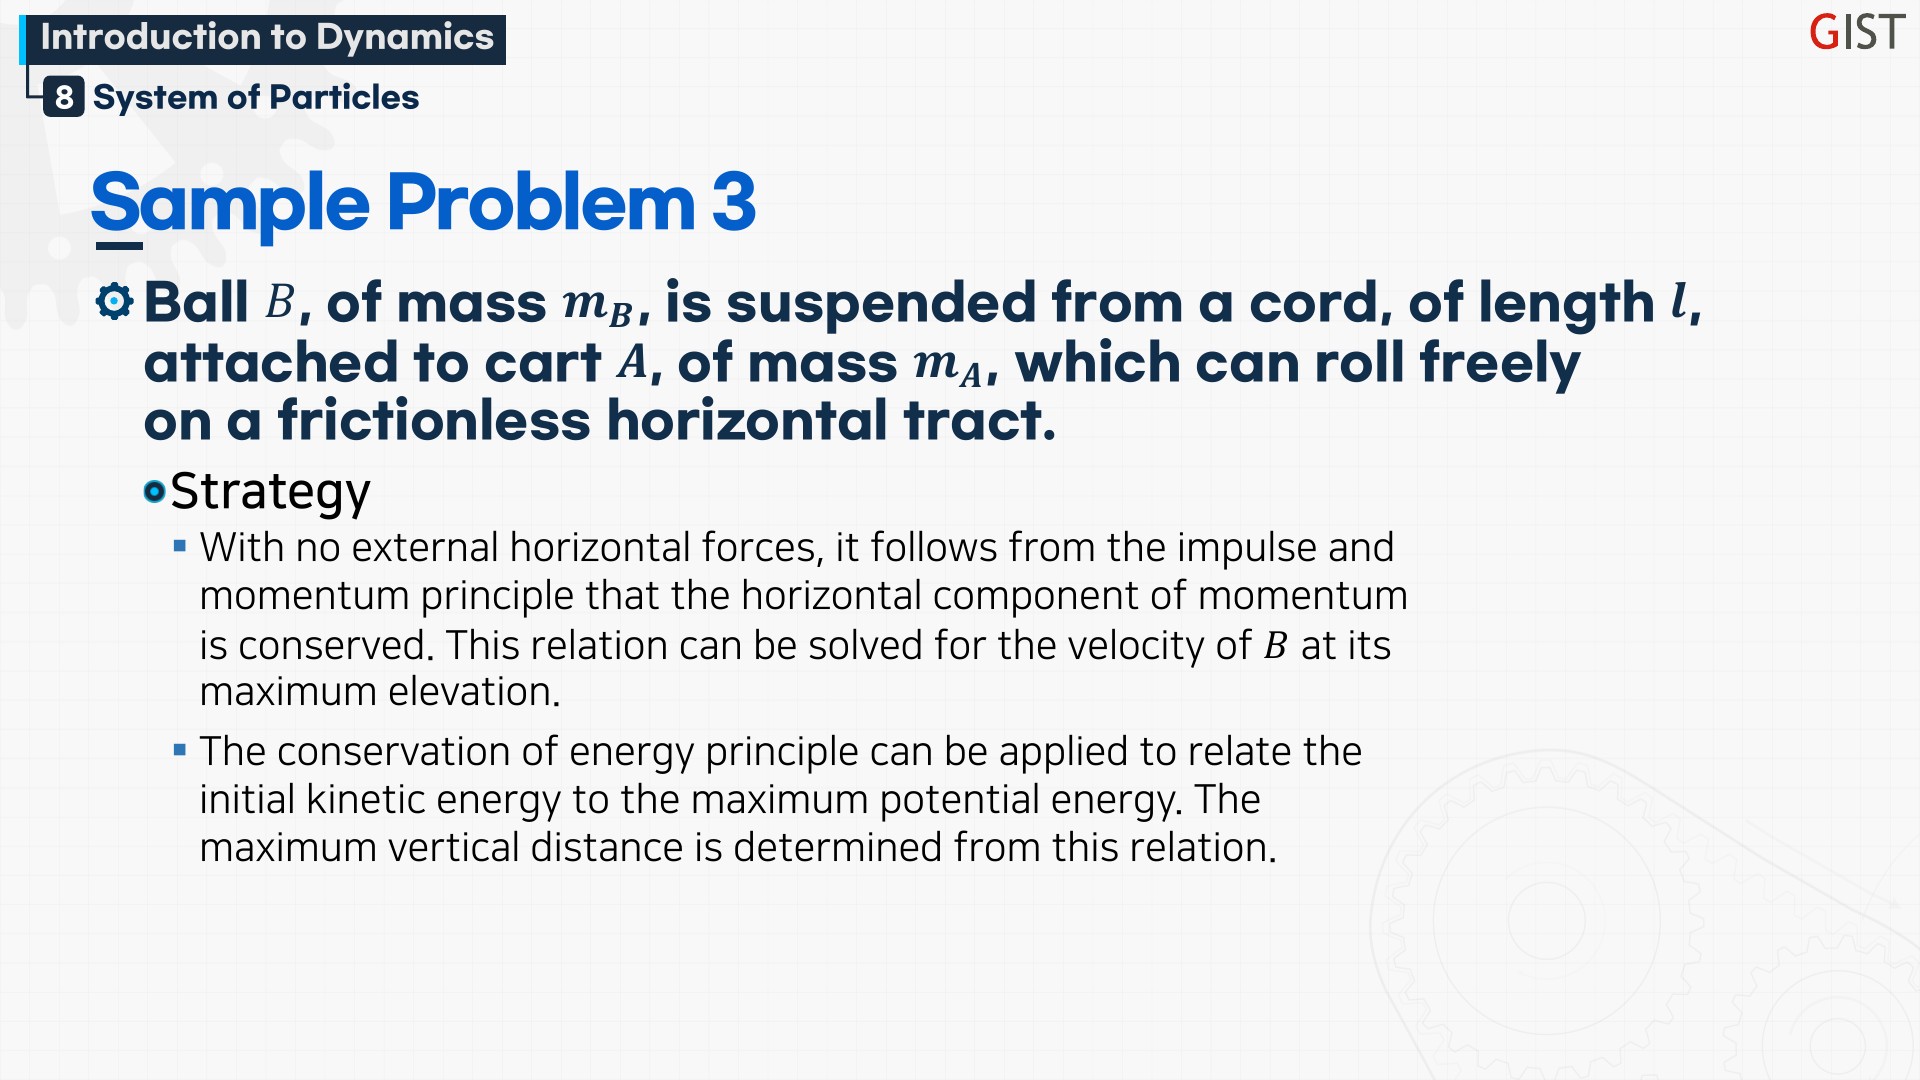 Introduction to Dynamics
GIST
8 System of Particles
Sample Problem 3
Ball B, of mass m_B, is suspended from a cord, of length l,
attached to cart A, of mass m_A, which can roll freely
on a frictionless horizontal tract.
Strategy
With no external horizontal forces, it follows from the impulse and
momentum principle that the horizontal component of momentum
is conserved. This relation can be solved for the velocity of B at its
maximum elevation.
The conservation of energy principle can be applied to relate the
initial kinetic energy to the maximum potential energy. The
maximum vertical distance is determined from this relation.